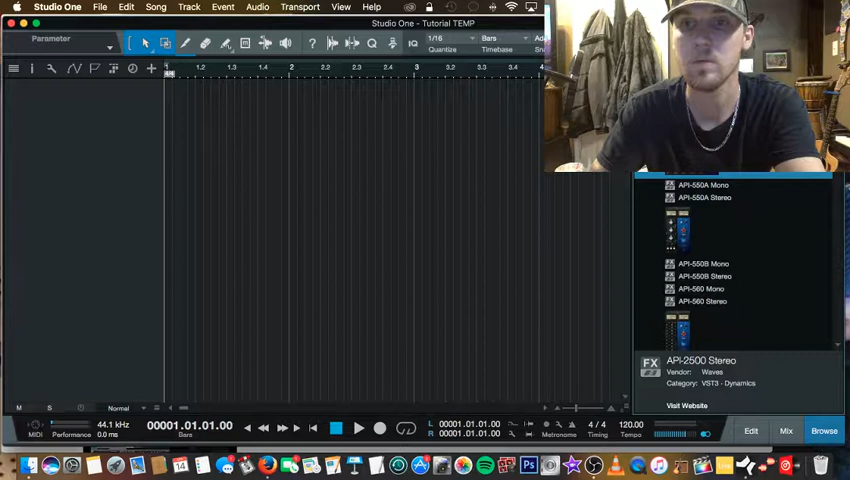 Studio One File Edit Song Track Event Audio Transport View Help
Studio One - Tutorial TEMP
Parameter
? IQ 1/16 Bars
Quantize Timebase
1 1.2 1.3 1.4 2 2.2 2.3 2.4 3 3.2 3.3 3.4
API-550A Mono
API-550A Stereo
API-550B Mono
API-550B Stereo
API-560 Mono
API-560 Stereo
FX API-2500 Stereo
Vendor: Waves
Category: VST3 - Dynamics
Visit Website
M S Normal
MIDI Performance 44.1 kHz 0.0 ms
00001.01.01.00
Bars
L 00001.01.01.00
R 00001.01.01.00
Metronome
4 / 4
Timing
120.00
Tempo
Edit Mix Browse
14
Ps